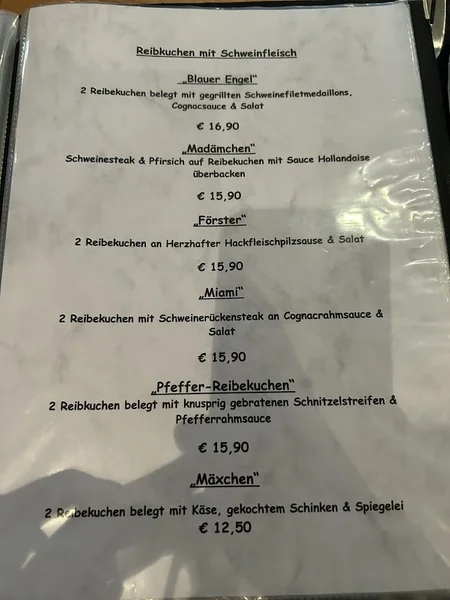 Reibkuchen mit Schweinfleisch
„Blauer Engel“
2 Reibekuchen belegt mit gegrillten Schweinefiletmedaillons,
Cognacsauce & Salat
€ 16,90
„Madämchen“
Schweinesteak & Pfirsich auf Reibekuchen mit Sauce Hollandaise
überbacken
€ 15,90
„Förster“
2 Reibekuchen an Herzhafter Hackfleischpilzsause & Salat
€ 15,90
„Miami“
2 Reibekuchen mit Schweinerückensteak an Cognacrahmsauce &
Salat
€ 15,90
„Pfeffer-Reibekuchen“
2 Reibkuchen belegt mit knusprig gebratenen Schnitzelstreifen &
Pfefferrahmsauce
€ 15,90
„Mäxchen“
2 Reibekuchen belegt mit Käse, gekochtem Schinken & Spiegelei
€ 12,50